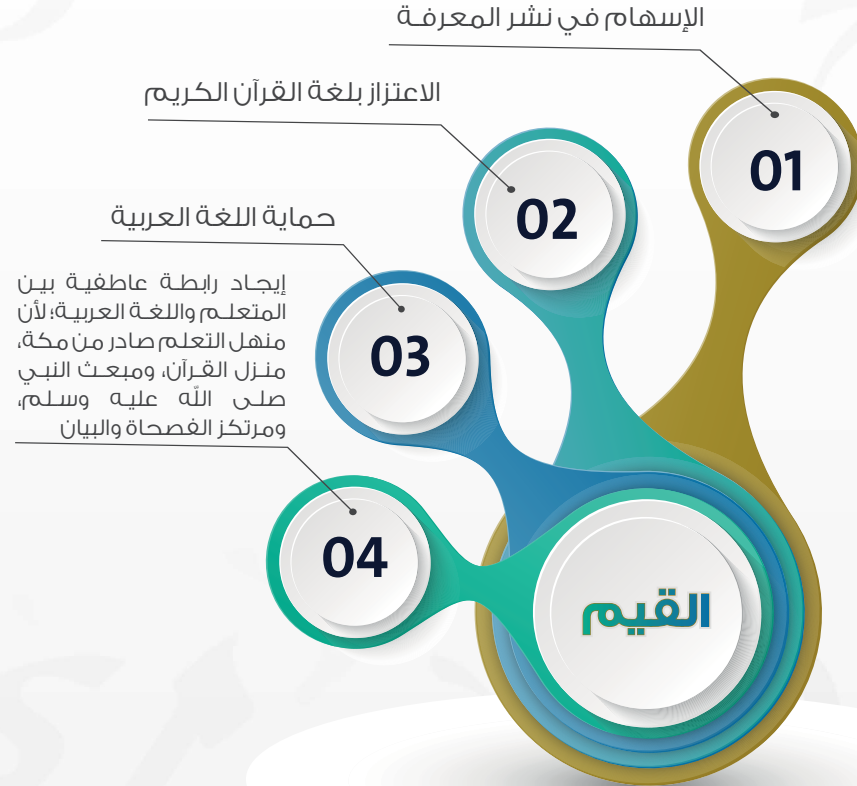 الإسهام في نشر المعرفة
01
الاعتزاز بلغة القرآن الكريم
02
حماية اللغة العربية
03
إيجاد رابطة عاطفية بين
المتعلم واللغة العربية؛ لأن
منهل التعلم صادر من مكة،
منزل القرآن، ومبعث النبي
صلى الله عليه وسلم،
ومرتكز الفصحاة والبيان
04
القيم